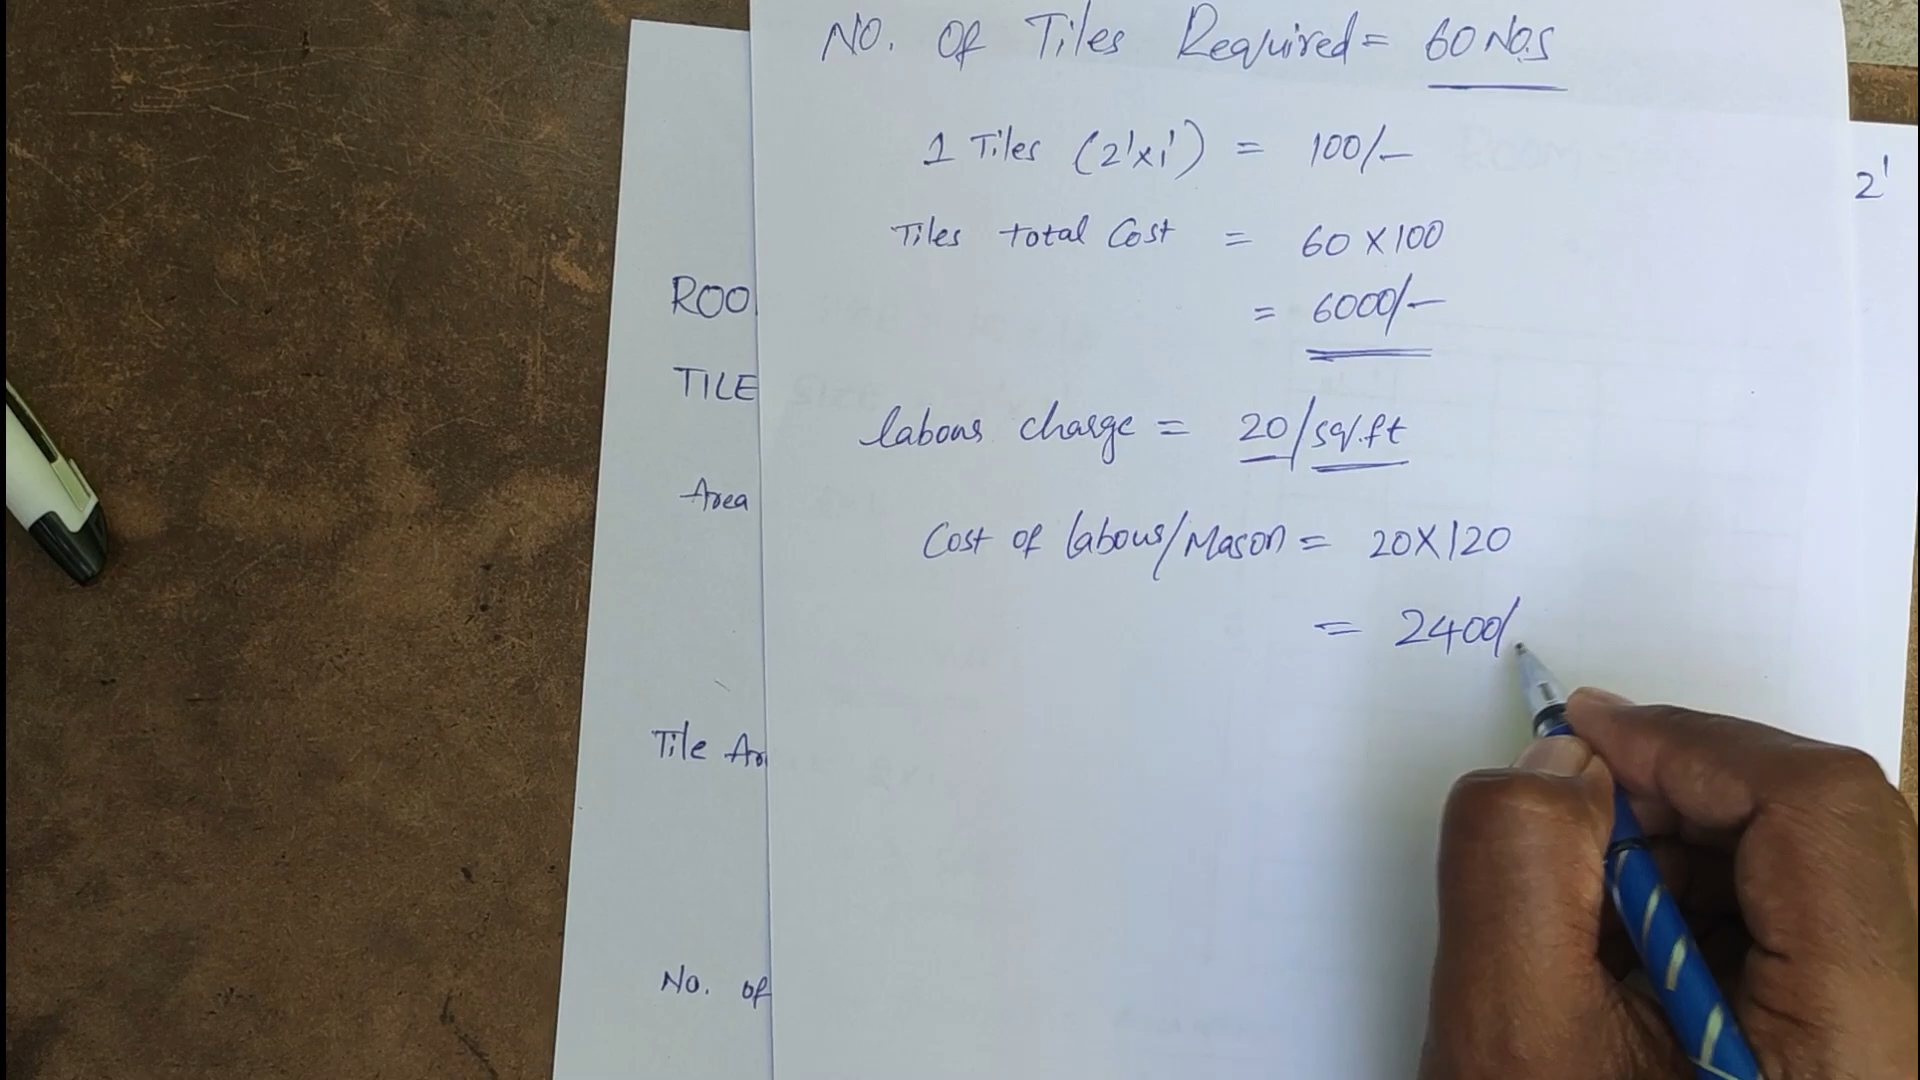 No. Of Tiles Required = 60 Nos
1 Tiles (2'x1') = 100/-
2'
Tiles total Cost = 60 X 100
= 6000/-
ROO
TILE
labour charge = 20/sq.ft
Area
Cost of labour/Mason = 20X120
= 2400/
Tile Ar
No. of